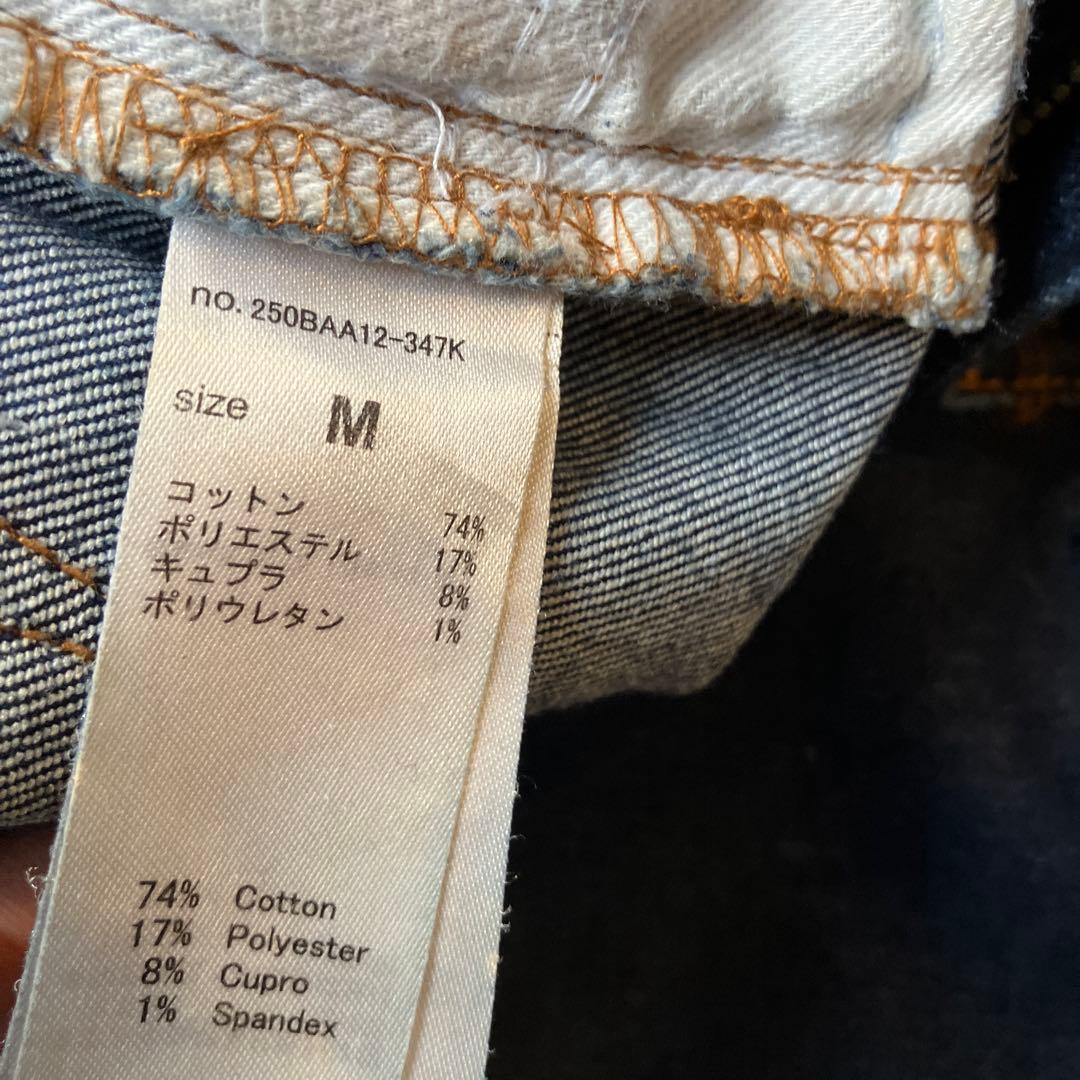 no. 250BAA12-347K
size M
コットン 74%
ポリエステル 17%
キュプラ 8%
ポリウレタン 1%
74% Cotton
17% Polyester
8% Cupro
1% Spandex